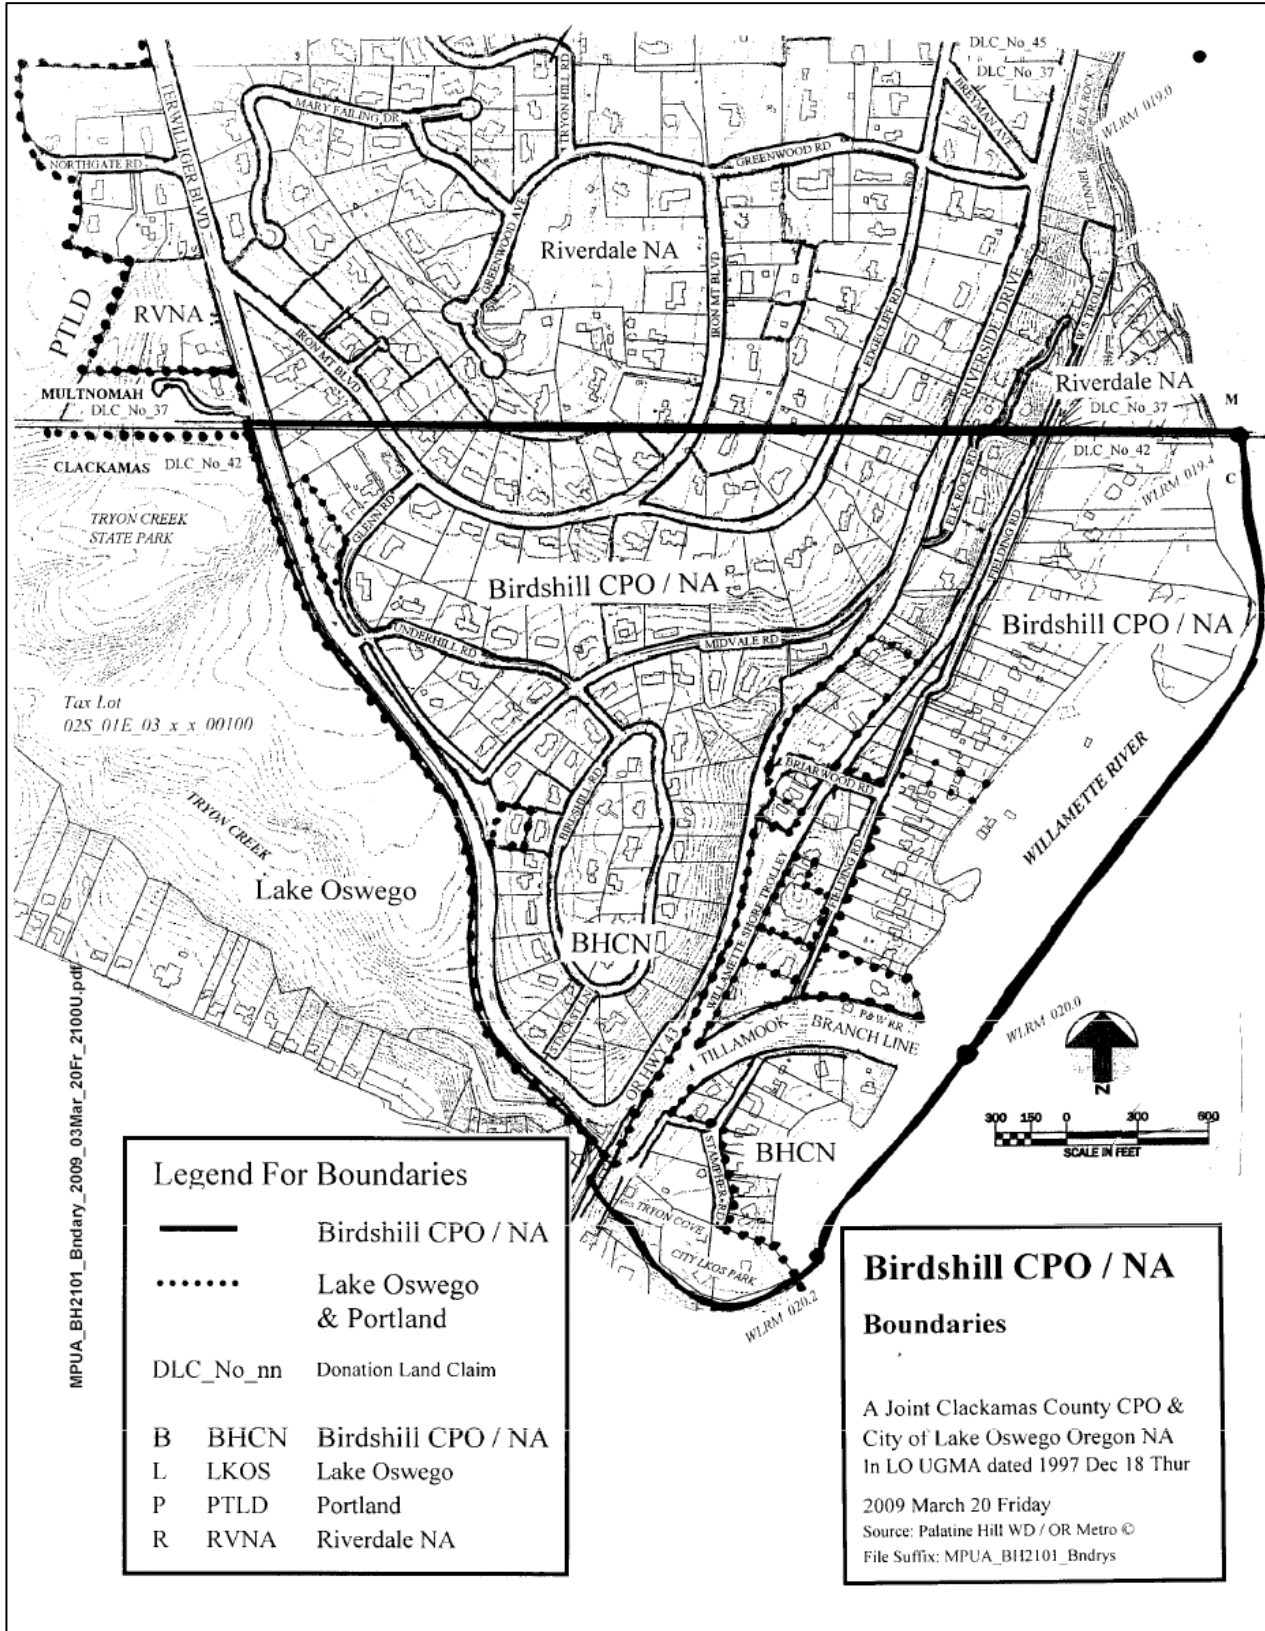 DLC_No_45
DLC_No_37
BREYMAN AVE
ELK ROCK
TUNNEL
WLRM 019.0
TERWILLIGER BLVD
MARY FAILING DR
TRYON HILL RD
GREENWOOD RD
NORTHGATE RD
GREENWOOD AVE
Riverdale NA
IRON MT BLVD
EDGECLIFF RD
RIVERSIDE DRIVE
W S TROLLEY
PTLD
RVNA
IRON MT BLVD
Riverdale NA
MULTNOMAH
DLC_No_37
DLC_No_37
M
CLACKAMAS
DLC_No_42
DLC_No_42
WLRM 019.4
C
TRYON CREEK
STATE PARK
GLENN RD
ELK ROCK RD
FIELDING RD
Birdshill CPO / NA
Birdshill CPO / NA
UNDERHILL RD
MIDVALE RD
Tax Lot
02S_01E_03_x_x_00100
WILLAMETTE RIVER
BRIARWOOD RD
BIRDSHILL RD
TRYON CREEK
Lake Oswego
WILLAMETTE SHORE TROLLEY
FIELDING RD
BHCN
OR HWY 43
TILLAMOOK
BRANCH LINE
P&W RR
WLRM 020.0
N
300 150 0 300 600
SCALE IN FEET
STAMPHER RD
BHCN
TRYON COVE
CITY LKOS PARK
WLRM 020.2
MPUA_BH2101_Bndary_2009_03Mar_20Fr_2100U.pdf
Legend For Boundaries
Birdshill CPO / NA
Lake Oswego
& Portland
DLC_No_nn Donation Land Claim
B BHCN Birdshill CPO / NA
L LKOS Lake Oswego
P PTLD Portland
R RVNA Riverdale NA
Birdshill CPO / NA
Boundaries
A Joint Clackamas County CPO &
City of Lake Oswego Oregon NA
In LO UGMA dated 1997 Dec 18 Thur
2009 March 20 Friday
Source: Palatine Hill WD / OR Metro ©
File Suffix: MPUA_BH2101_Bndrys